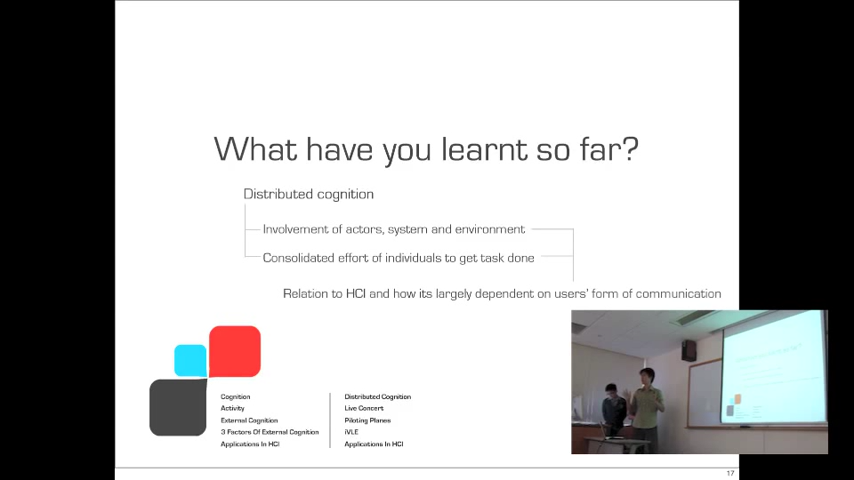 What have you learnt so far?
Distributed cognition
Involvement of actors, system and environment
Consolidated effort of individuals to get task done
Relation to HCI and how its largely dependent on users' form of communication
Cognition
Activity
External Cognition
3 Factors Of External Cognition
Applications In HCI
Distributed Cognition
Live Concert
Piloting Planes
iVLE
Applications In HCI
17